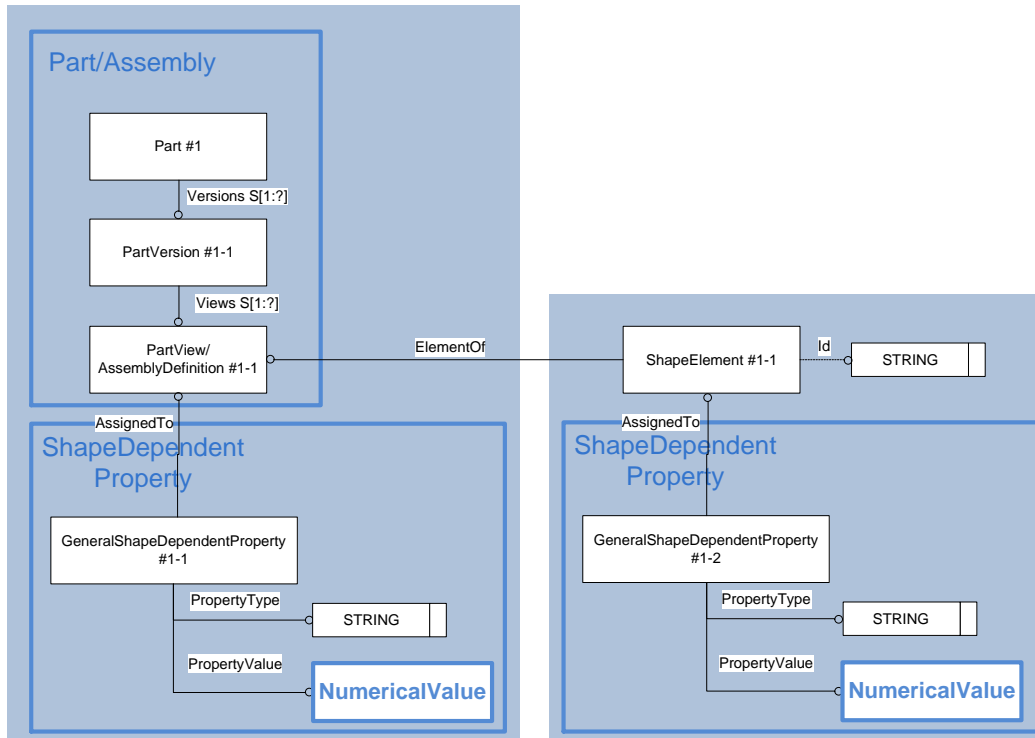 Part/Assembly
Part #1
Versions S[1:?]
PartVersion #1-1
Views S[1:?]
PartView/
AssemblyDefinition #1-1
ElementOf
ShapeElement #1-1
Id
STRING
AssignedTo
ShapeDependent
Property
GeneralShapeDependentProperty
#1-1
PropertyType
STRING
PropertyValue
NumericalValue
AssignedTo
ShapeDependent
Property
GeneralShapeDependentProperty
#1-2
PropertyType
STRING
PropertyValue
NumericalValue